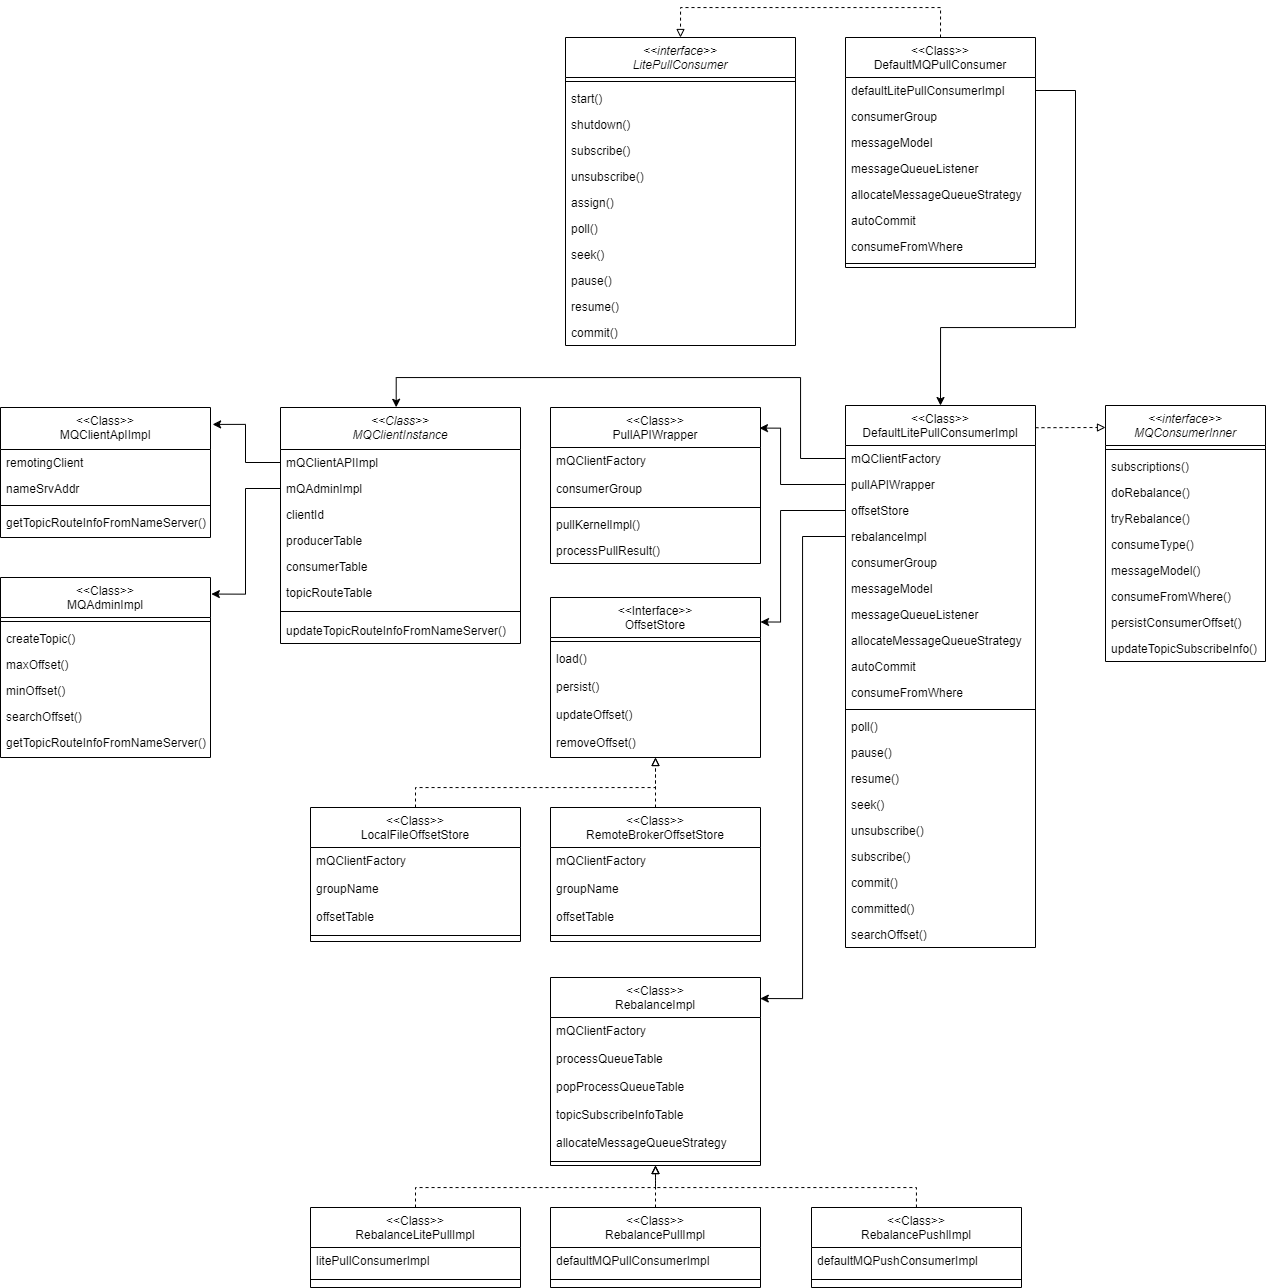 <<interface>>
LitePullConsumer
start()
shutdown()
subscribe()
unsubscribe()
assign()
poll()
seek()
pause()
resume()
commit()
<<Class>>
DefaultMQPullConsumer
defaultLitePullConsumerImpl
consumerGroup
messageModel
messageQueueListener
allocateMessageQueueStrategy
autoCommit
consumeFromWhere
<<Class>>
MQClientApIImpl
remotingClient
nameSrvAddr
getTopicRouteInfoFromNameServer()
<<Class>>
MQAdminImpl
createTopic()
maxOffset()
minOffset()
searchOffset()
getTopicRouteInfoFromNameServer()
<<Class>>
MQClientInstance
mQClientAPIImpl
mQAdminImpl
clientId
producerTable
consumerTable
topicRouteTable
updateTopicRouteInfoFromNameServer()
<<Class>>
PullAPIWrapper
mQClientFactory
consumerGroup
pullKernelImpl()
processPullResult()
<<Interface>>
OffsetStore
load()
persist()
updateOffset()
removeOffset()
<<Class>>
DefaultLitePullConsumerImpl
mQClientFactory
pullAPIWrapper
offsetStore
rebalanceImpl
consumerGroup
messageModel
messageQueueListener
allocateMessageQueueStrategy
autoCommit
consumeFromWhere
poll()
pause()
resume()
seek()
unsubscribe()
subscribe()
commit()
committed()
searchOffset()
<<interface>>
MQConsumerInner
subscriptions()
doRebalance()
tryRebalance()
consumeType()
messageModel()
consumeFromWhere()
persistConsumerOffset()
updateTopicSubscribeInfo()
<<Class>>
LocalFileOffsetStore
mQClientFactory
groupName
offsetTable
<<Class>>
RemoteBrokerOffsetStore
mQClientFactory
groupName
offsetTable
<<Class>>
RebalanceImpl
mQClientFactory
processQueueTable
popProcessQueueTable
topicSubscribeInfoTable
allocateMessageQueueStrategy
<<Class>>
RebalanceLitePullImpl
litePullConsumerImpl
<<Class>>
RebalancePullImpl
defaultMQPullConsumerImpl
<<Class>>
RebalancePushIImpl
defaultMQPushConsumerImpl